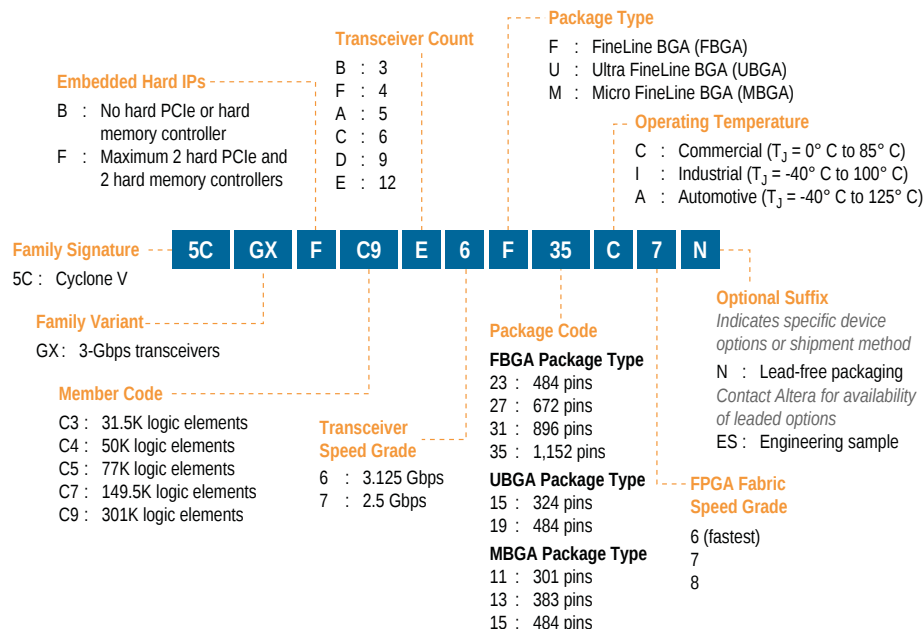 Package Type
F : FineLine BGA (FBGA)
U : Ultra FineLine BGA (UBGA)
M : Micro FineLine BGA (MBGA)
Transceiver Count
B : 3
F : 4
A : 5
C : 6
D : 9
E : 12
Embedded Hard IPs
B : No hard PCIe or hard
memory controller
F : Maximum 2 hard PCIe and
2 hard memory controllers
Operating Temperature
C : Commercial (TJ = 0° C to 85° C)
I : Industrial (TJ = -40° C to 100° C)
A : Automotive (TJ = -40° C to 125° C)
Family Signature
5C : Cyclone V
5C GX F C9 E 6 F 35 C 7 N
Family Variant
GX : 3-Gbps transceivers
Member Code
C3 : 31.5K logic elements
C4 : 50K logic elements
C5 : 77K logic elements
C7 : 149.5K logic elements
C9 : 301K logic elements
Transceiver
Speed Grade
6 : 3.125 Gbps
7 : 2.5 Gbps
Package Code
FBGA Package Type
23 : 484 pins
27 : 672 pins
31 : 896 pins
35 : 1,152 pins
UBGA Package Type
15 : 324 pins
19 : 484 pins
MBGA Package Type
11 : 301 pins
13 : 383 pins
15 : 484 pins
FPGA Fabric
Speed Grade
6 (fastest)
7
8
Optional Suffix
Indicates specific device
options or shipment method
N : Lead-free packaging
Contact Altera for availability
of leaded options
ES : Engineering sample